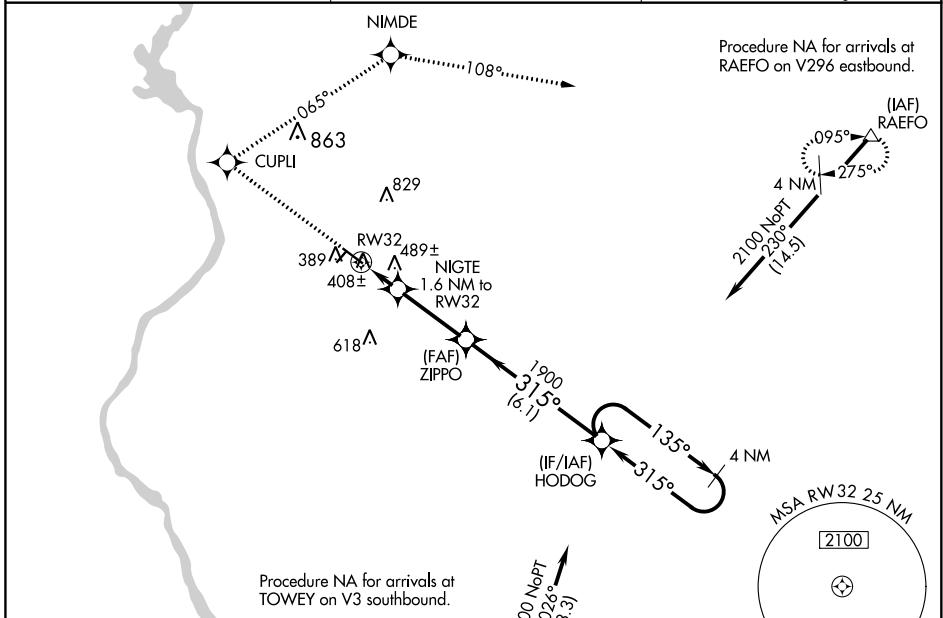 NIMDE
108°
065°
863
CUPLI
Procedure NA for arrivals at
RAEFO on V296 eastbound.
(IAF)
RAEFO
095°
275°
4 NM
2100 NoPT
230°
(14.5)
829
RW32
389
408±
489±
NIGTE
1.6 NM to
RW32
618
(FAF)
ZIPPO
1900
315°
(6.1)
135°
4 NM
315°
(IF/IAF)
HODOG
MSA RW32 25 NM
2100
Procedure NA for arrivals at
TOWEY on V3 southbound.
00 NoPT
026°